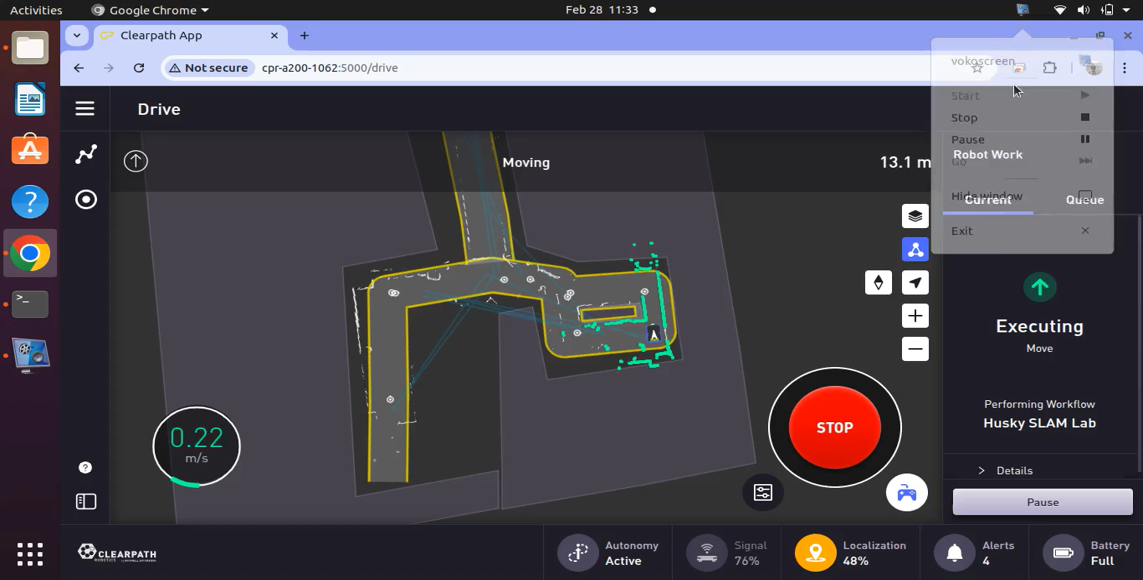 Activities
Google Chrome
Feb 28 11:33
Clearpath App
Not secure
cpr-a200-1062:5000/drive
vokoscreen
Start
Stop
Pause
Go
Hide window
Exit
Drive
Moving
13.1 m
Robot Work
Current
Queue
Executing
Move
Performing Workflow
Husky SLAM Lab
Details
Pause
0.22
m/s
STOP
CLEARPATH
Autonomy
Active
Signal
76%
Localization
48%
Alerts
4
Battery
Full